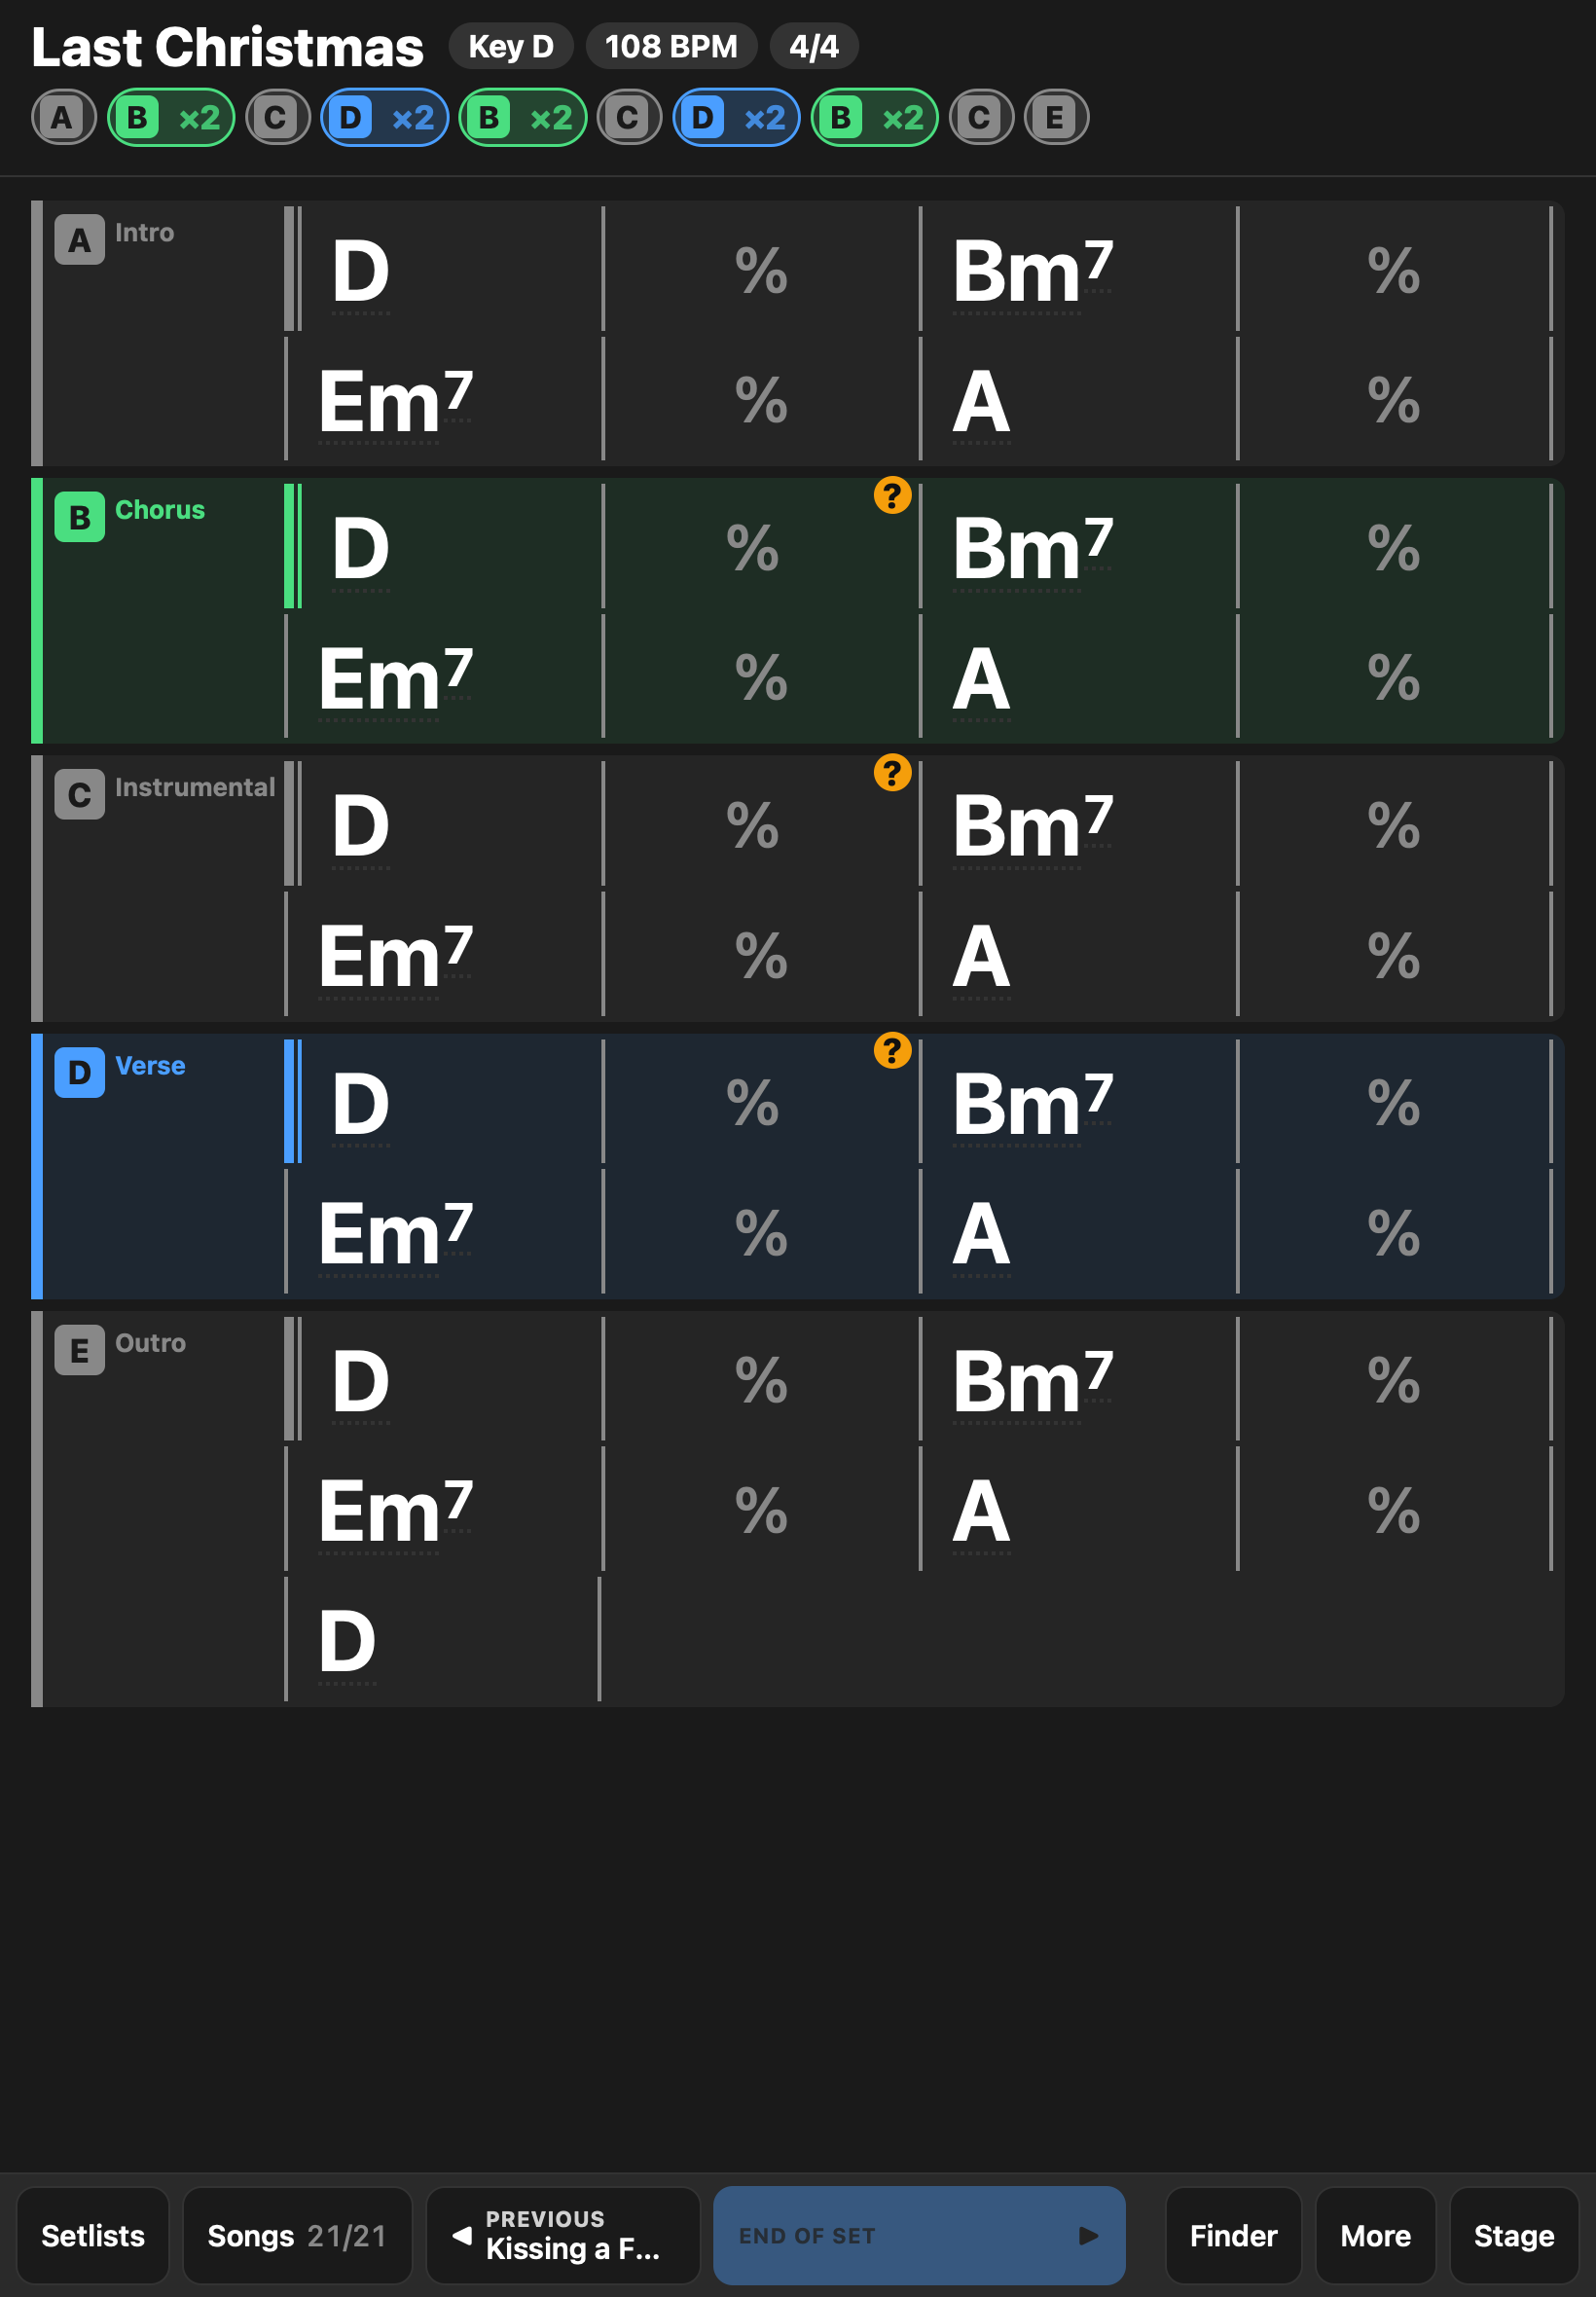 Last Christmas Key D 108 BPM 4/4
A B ×2 C D ×2 B ×2 C D ×2 B ×2 C E
A Intro D % Bm7 %
Em7 % A %
B Chorus D % ? Bm7 %
Em7 % A %
C Instrumental D % ? Bm7 %
Em7 % A %
D Verse D % ? Bm7 %
Em7 % A %
E Outro D % Bm7 %
Em7 % A %
D
Setlists Songs 21/21 ◀ PREVIOUS
Kissing a F... END OF SET ▶ Finder More Stage